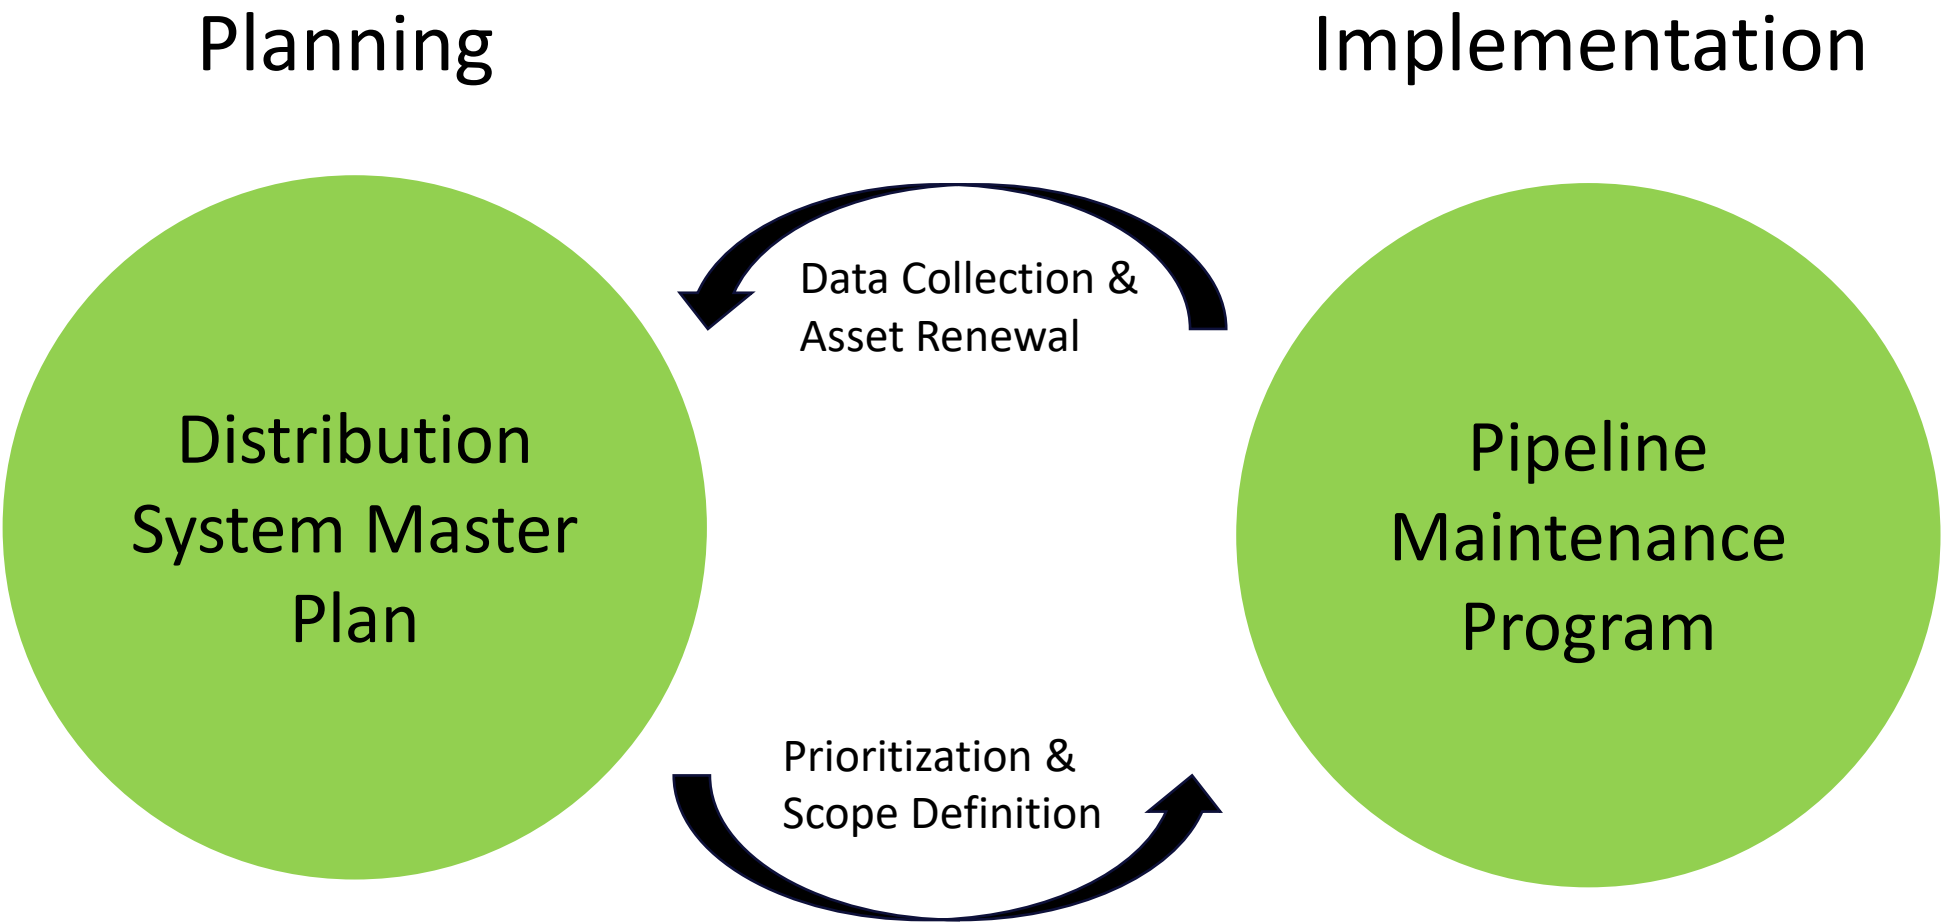 Planning
Implementation
Data Collection &
Asset Renewal
Distribution
System Master
Plan
Pipeline
Maintenance
Program
Prioritization &
Scope Definition